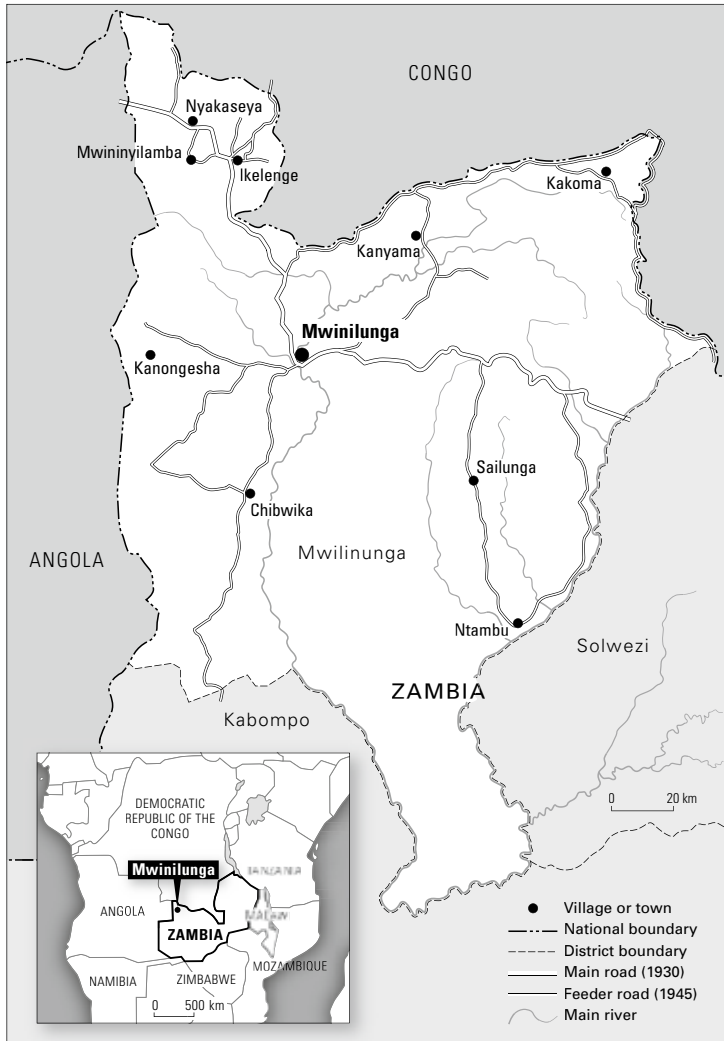 CONGO
Nyakaseya
Mwininyilamba
Ikelenge
Kakoma
Kanyama
Mwinilunga
Kanongesha
Sailunga
Chibwika
ANGOLA
Mwilinunga
Ntambu
Solwezi
ZAMBIA
Kabompo
0 20 km
DEMOCRATIC
REPUBLIC OF THE
CONGO
Mwinilunga
TANZANIA
ANGOLA
MALAWI
ZAMBIA
MOZAMBIQUE
NAMIBIA
ZIMBABWE
0 500 km
Village or town
National boundary
District boundary
Main road (1930)
Feeder road (1945)
Main river